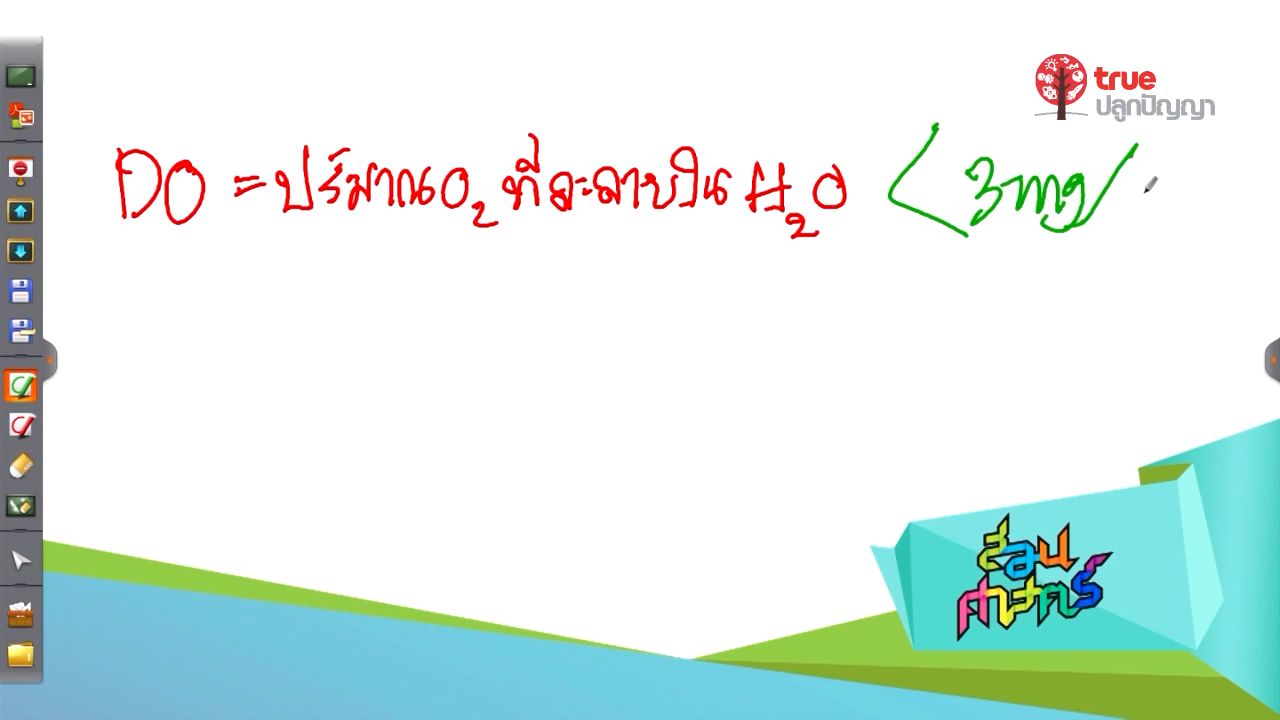 true
ปลูกปัญญา
DO = ปริมาณ O₂ ที่ละลายใน H₂O < 3 mg/
สอน
ศาสตร์